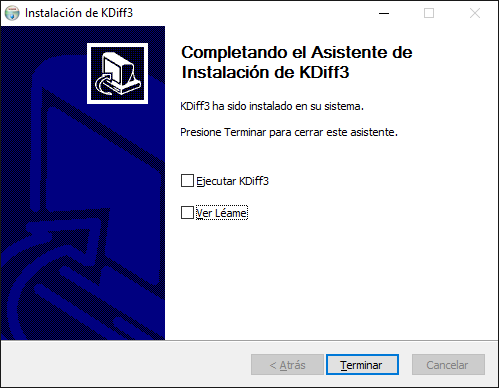 Instalación de KDiff3
Completando el Asistente de
Instalación de KDiff3
KDiff3 ha sido instalado en su sistema.
Presione Terminar para cerrar este asistente.
Ejecutar KDiff3
Ver Léame
< Atrás
Terminar
Cancelar